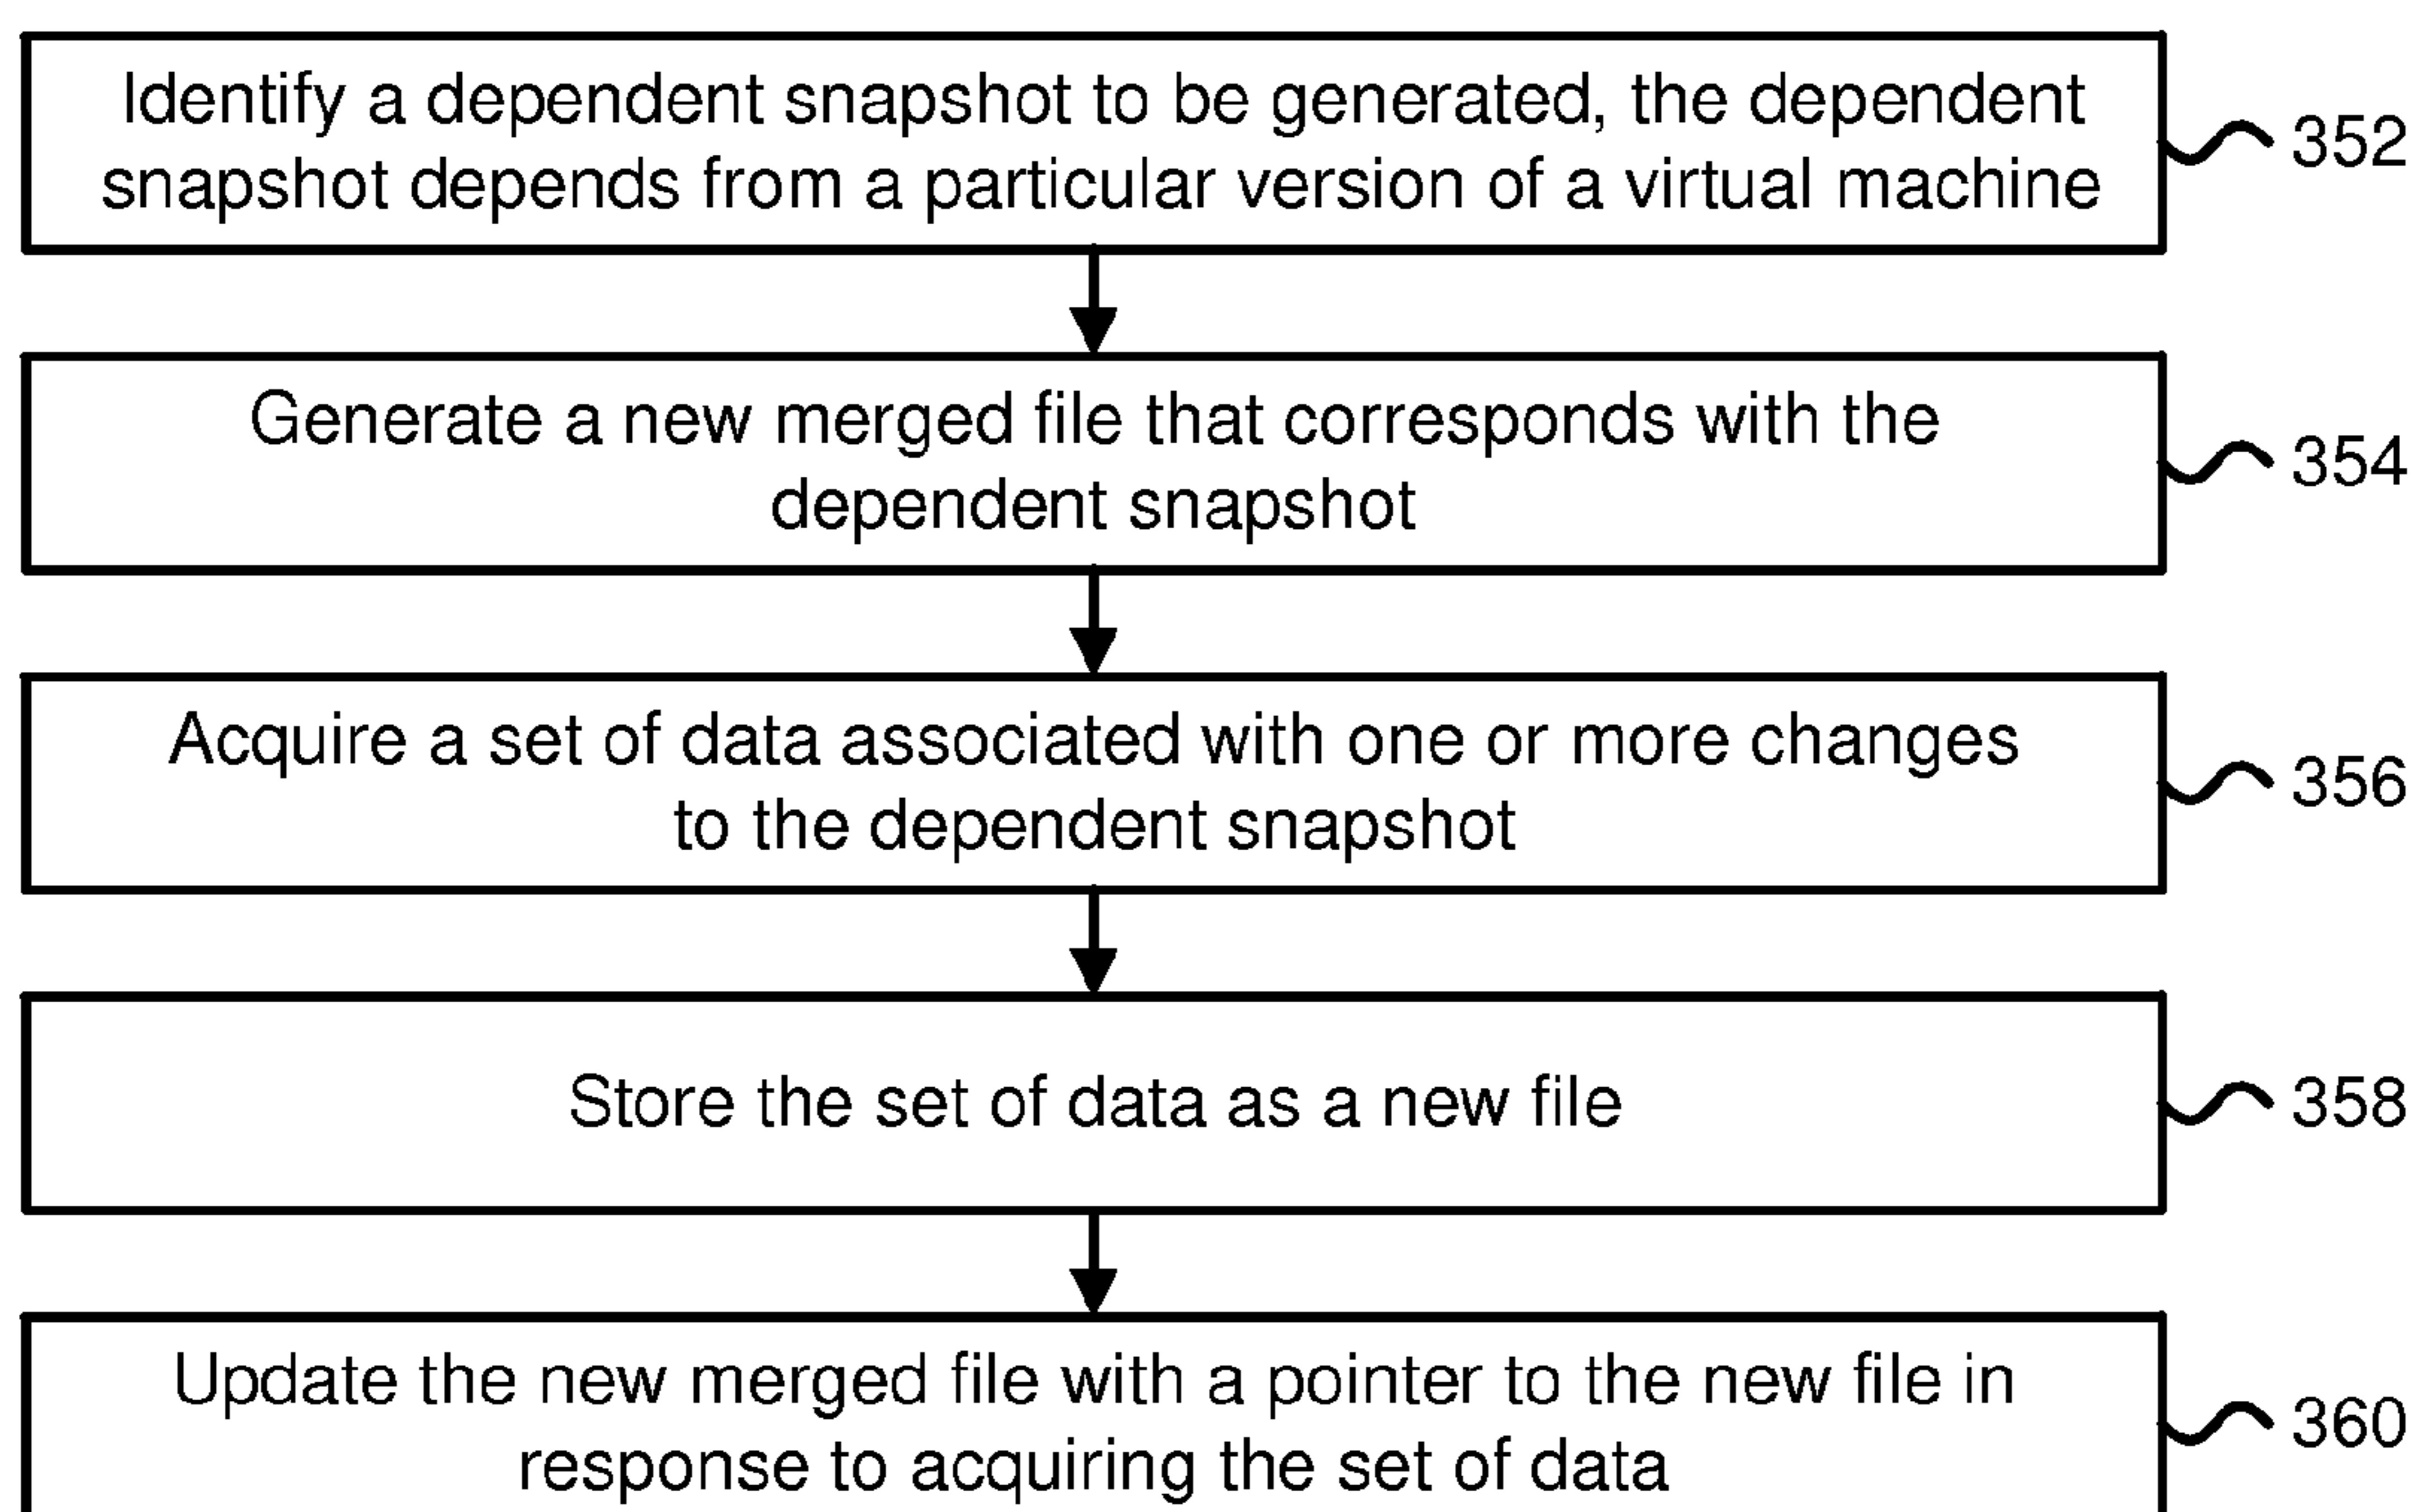 Identify a dependent snapshot to be generated, the dependent
snapshot depends from a particular version of a virtual machine
352
Generate a new merged file that corresponds with the
dependent snapshot
354
Acquire a set of data associated with one or more changes
to the dependent snapshot
356
Store the set of data as a new file
358
Update the new merged file with a pointer to the new file in
response to acquiring the set of data
360